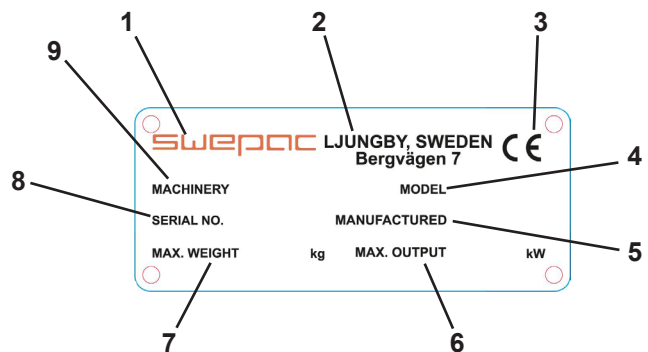 1 2 3
9
swepac LJUNGBY, SWEDEN CE
Bergvägen 7
4
MACHINERY MODEL
8
SERIAL NO. MANUFACTURED
5
MAX. WEIGHT kg MAX. OUTPUT kW
7 6